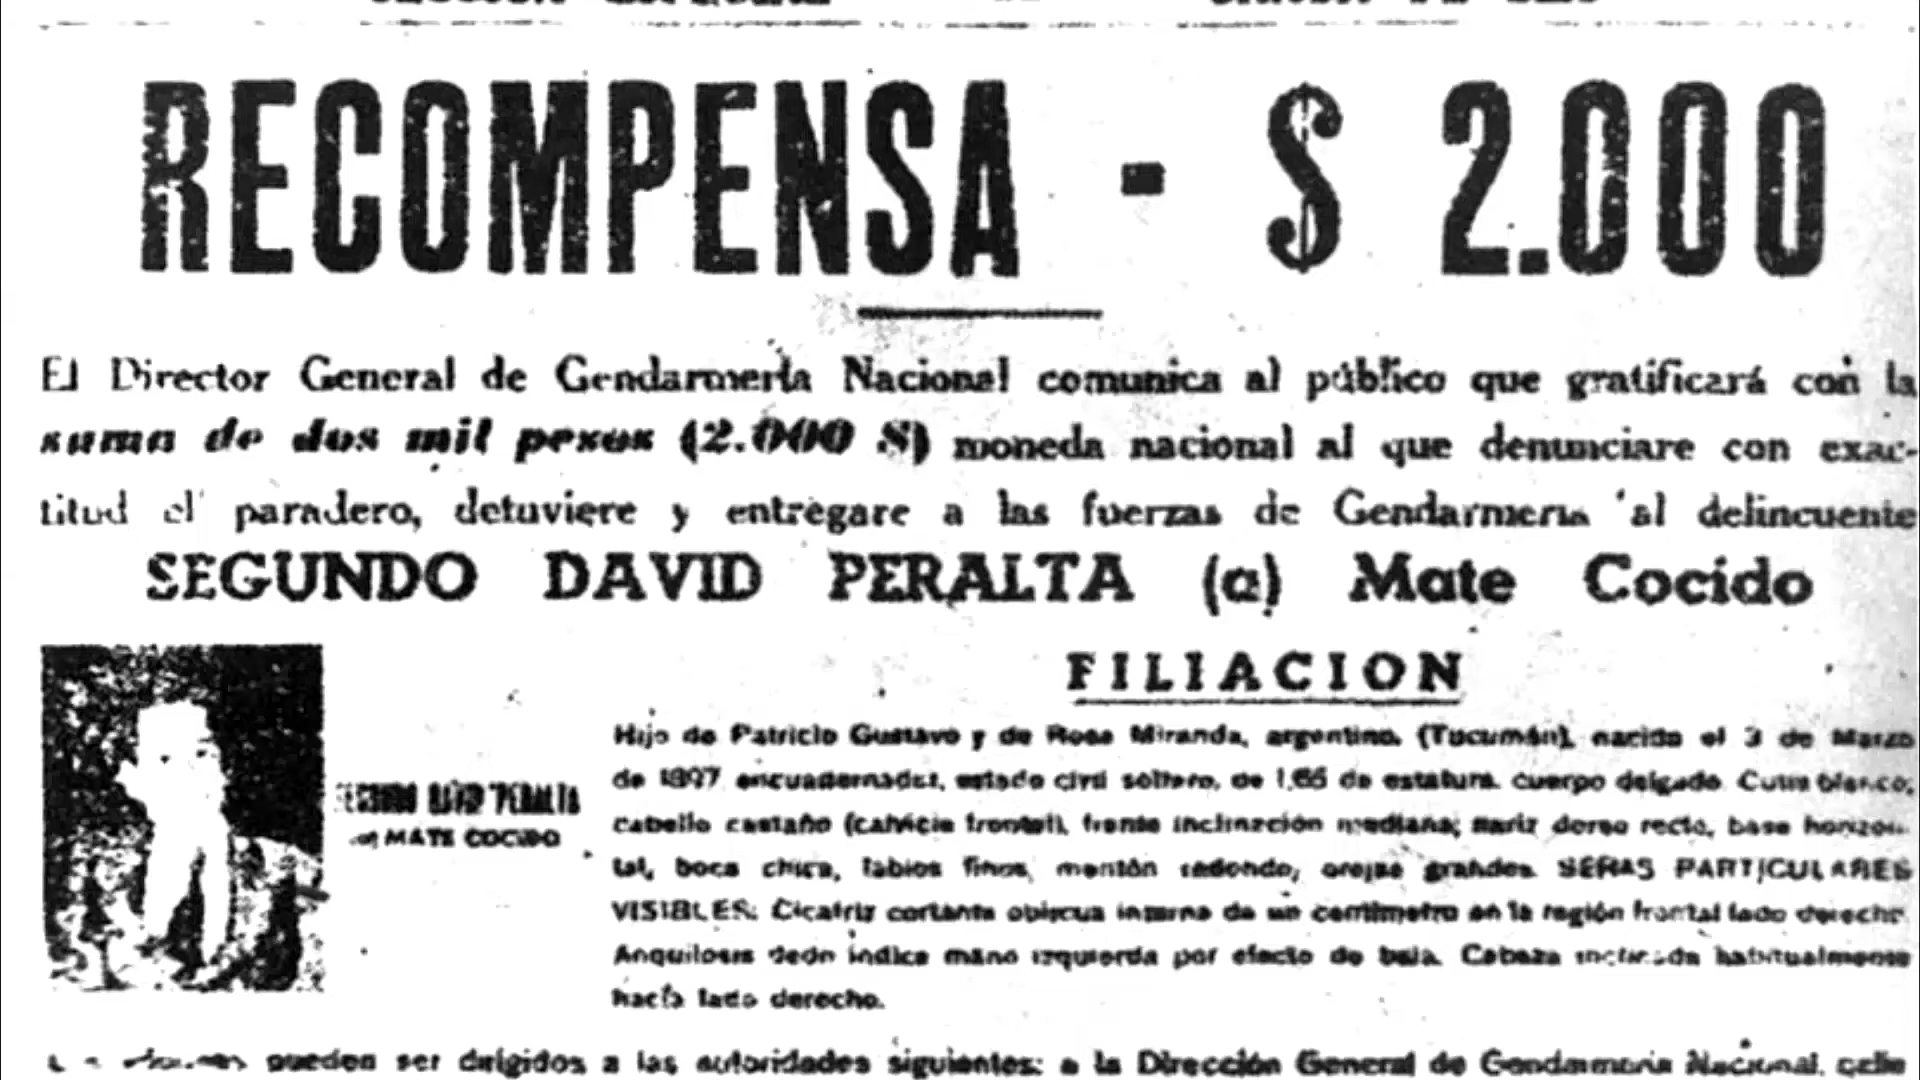 RECOMPENSA - $ 2.000
El Director General de Gendarmería Nacional comunica al público que gratificará con la
suma de dos mil pesos (2.000 $) moneda nacional al que denunciare con exac-
titud el paradero, detuviere y entregare a las fuerzas de Gendarmería al delincuente
SEGUNDO DAVID PERALTA (a) Mate Cocido
FILIACION
Hijo de Patricio Gustavo y de Rosa Miranda, argentino, (Tucumán), nacido el 3 de Marzo
de 1897 encuadernador, estado civil soltero, de 1,65 de estatura, cuerpo delgado. Cutis blanco,
SEGUNDO DAVID PERALTA
(a) MATE COCIDO
cabello castaño (calvicie frontal), frente inclinación mediana; nariz dorso recto, base horizon-
tal, boca chica, labios finos, mentón redondo, orejas grandes. SEÑAS PARTICULARES
VISIBLES: Cicatriz cortante oblicua interna de un centímetro en la región frontal lado derecho.
Anquilosis dedo índice mano izquierda por efecto de bala. Cabeza inclinada habitualmente
hacia lado derecho.
pueden ser dirigidos a las autoridades siguientes: a la Dirección General de Gendarmería Nacional, calle